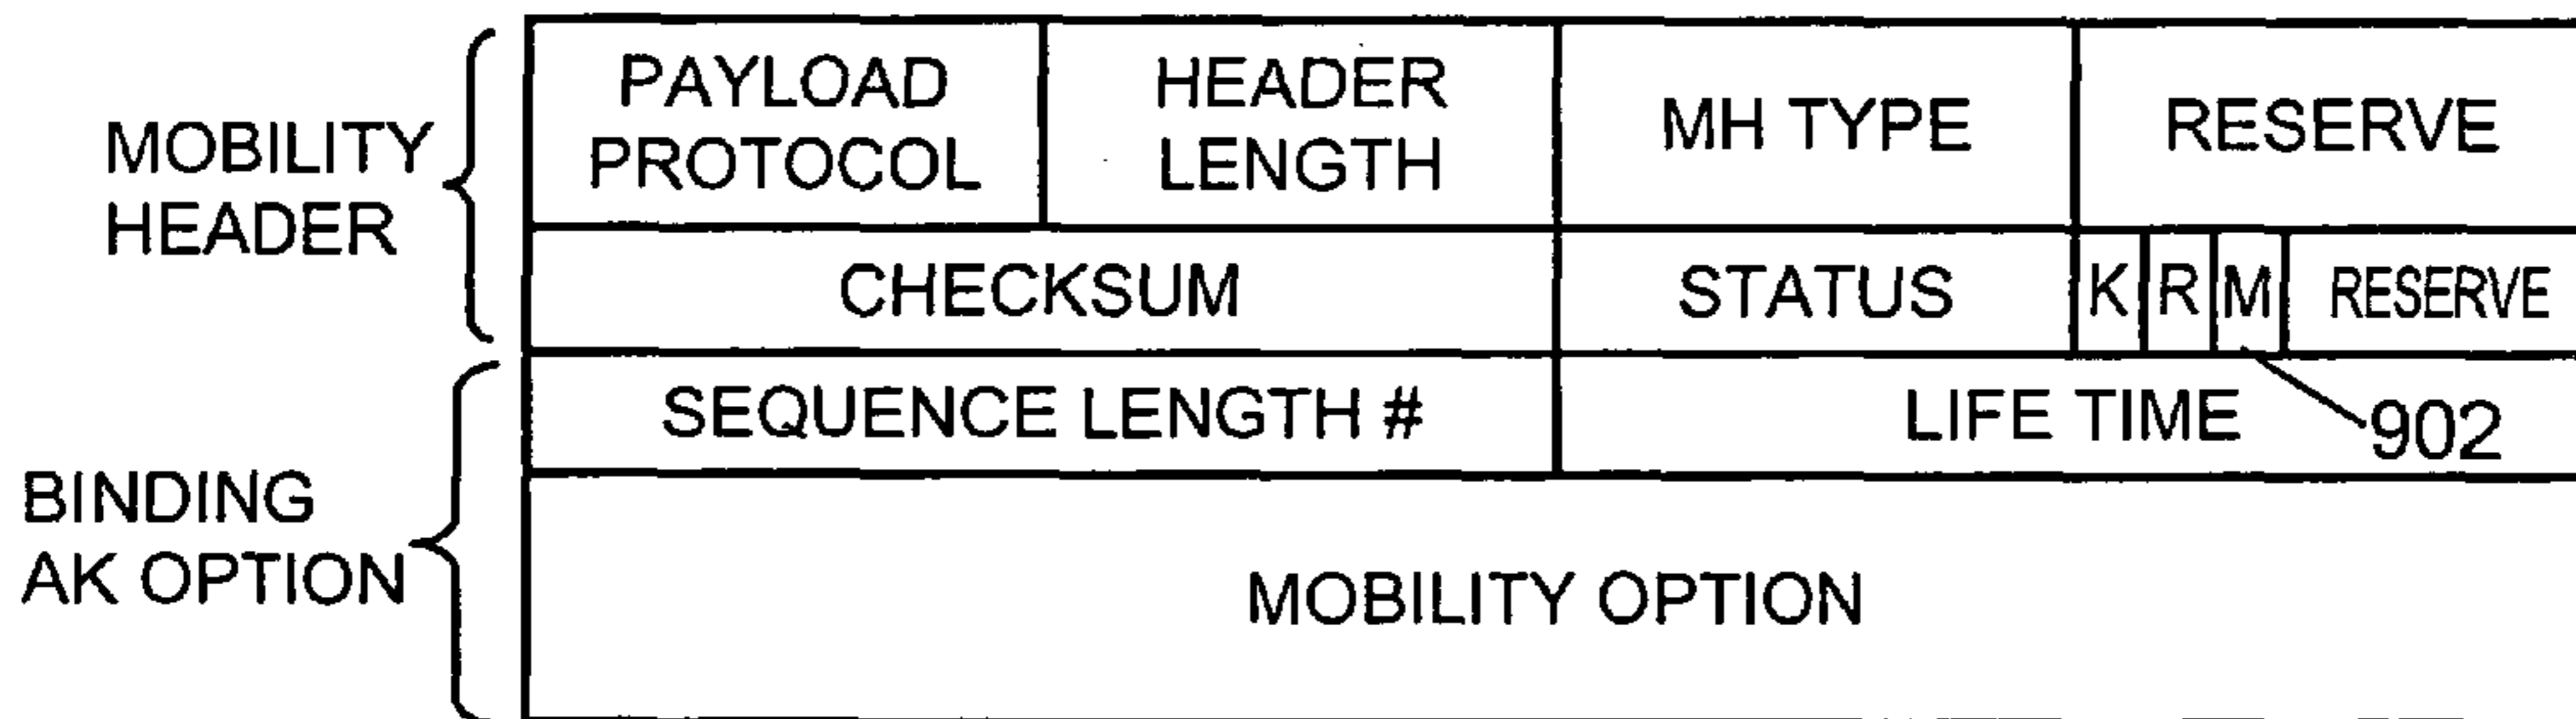 MOBILITY
HEADER
PAYLOAD
PROTOCOL
HEADER
LENGTH
MH TYPE
RESERVE
CHECKSUM
STATUS
K
R
M
RESERVE
BINDING
AK OPTION
SEQUENCE LENGTH #
LIFE TIME
902
MOBILITY OPTION